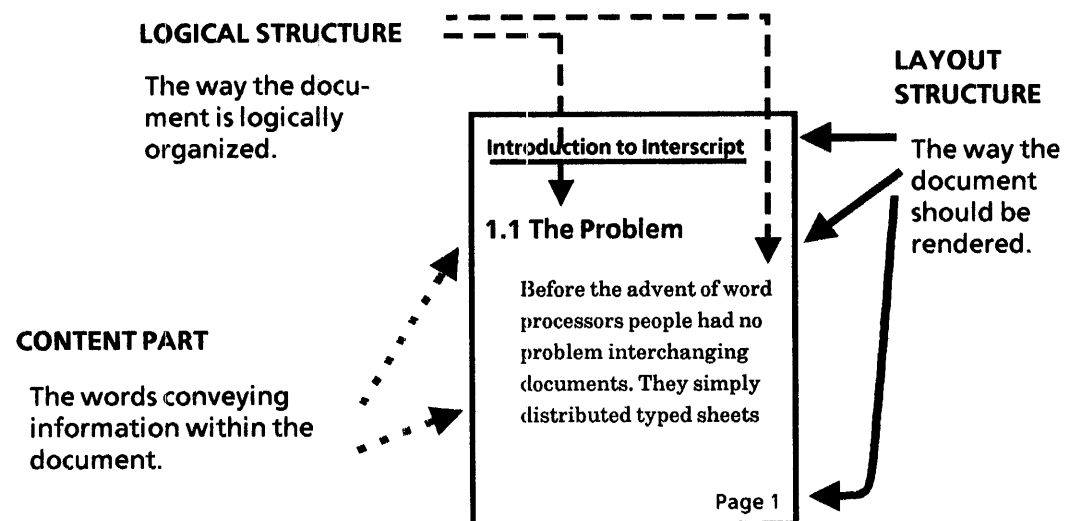 LOGICAL STRUCTURE
The way the docu-
ment is logically
organized.
LAYOUT
STRUCTURE
The way the
document
should be
rendered.
Introduction to Interscript
1.1 The Problem
Before the advent of word
processors people had no
problem interchanging
documents. They simply
distributed typed sheets
Page 1
CONTENT PART
The words conveying
information within the
document.